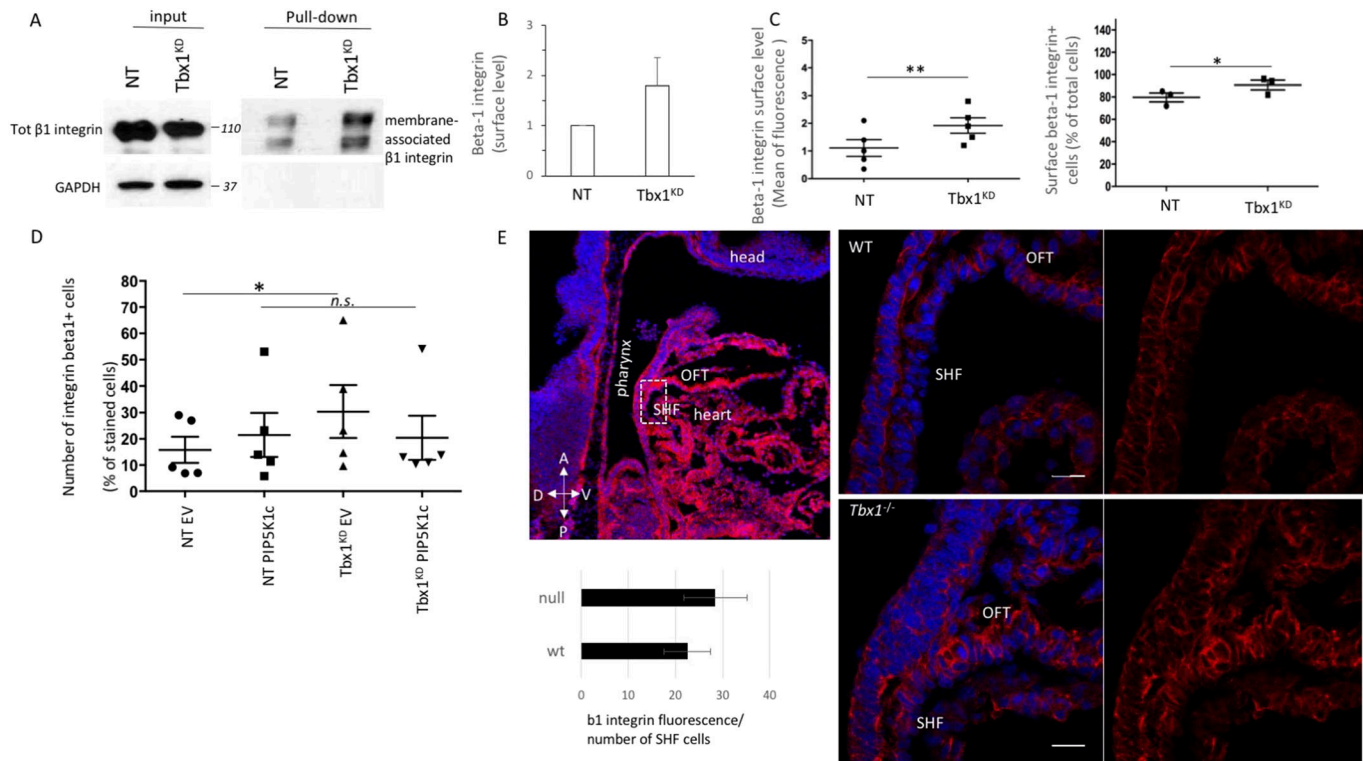 A
input
Pull-down
NT
Tbx1KD
NT
Tbx1KD
Tot β1 integrin
-110
membrane-
associated
β1 integrin
GAPDH
- 37
B
Beta-1 integrin
(surface level)
3
2
1
0
NT
Tbx1KD
C
Beta-1 integrin surface level
(Mean of fluorescence )
5
4
3
2
1
0
**
NT
Tbx1KD
Surface beta-1 integrin+
cells (% of total cells)
140
120
100
80
60
40
20
0
*
NT
Tbx1KD
D
Number of integrin beta1+ cells
(% of stained cells)
80
70
60
50
40
30
20
10
0
*
n.s.
NT EV
NT PIP5K1c
Tbx1KD EV
Tbx1KD PIP5K1c
E
head
pharynx
OFT
SHF
heart
A
D
V
P
WT
OFT
SHF
Tbx1-/-
OFT
SHF
null
wt
0 10 20 30 40
b1 integrin fluorescence/
number of SHF cells